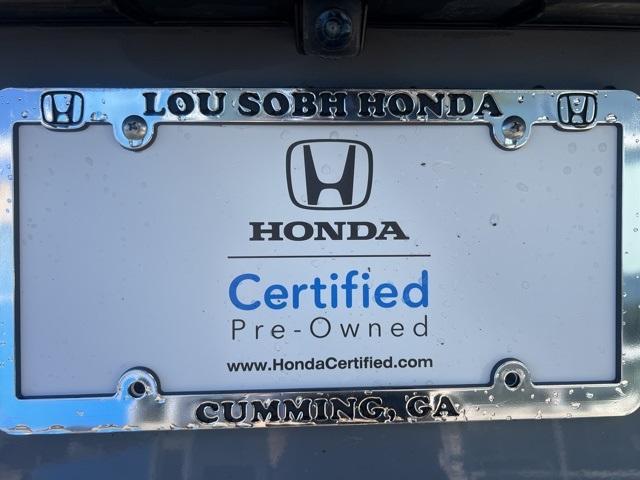 LOU SOBH HONDA
HONDA
Certified
Pre-Owned
www.HondaCertified.com
CUMMING, GA